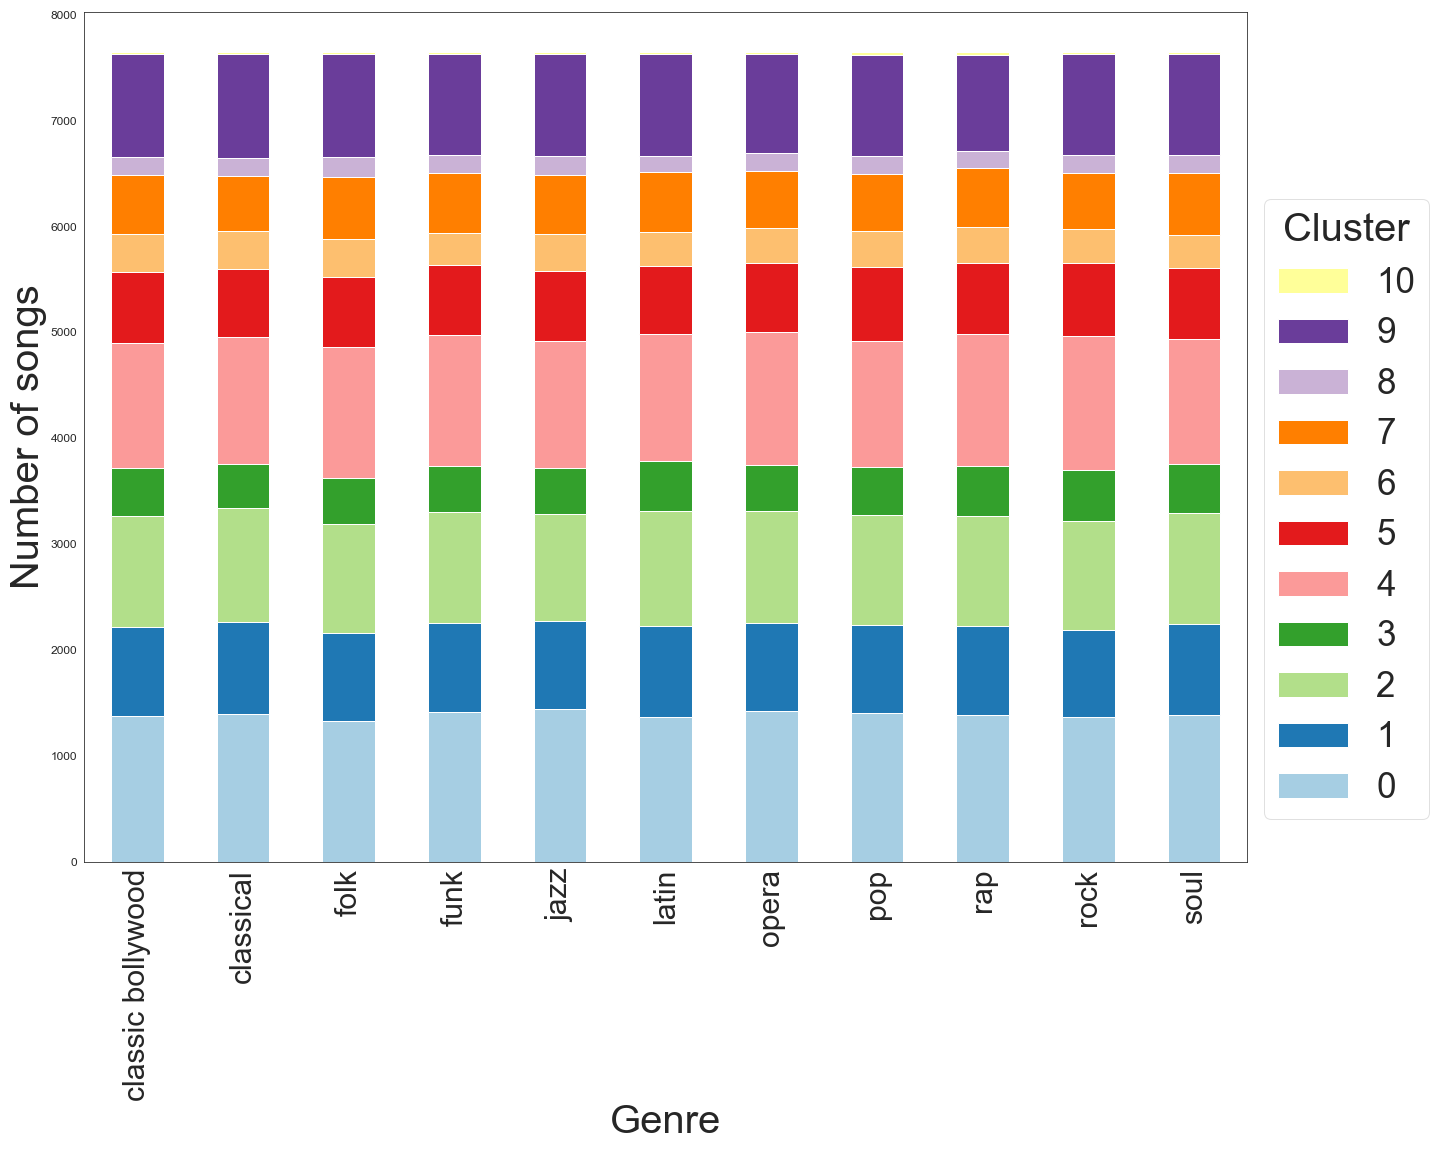 8000
7000
6000
5000
4000
3000
2000
1000
0
Number of songs
classic bollywood
classical
folk
funk
jazz
latin
opera
pop
rap
rock
soul
Genre
Cluster
10
9
8
7
6
5
4
3
2
1
0